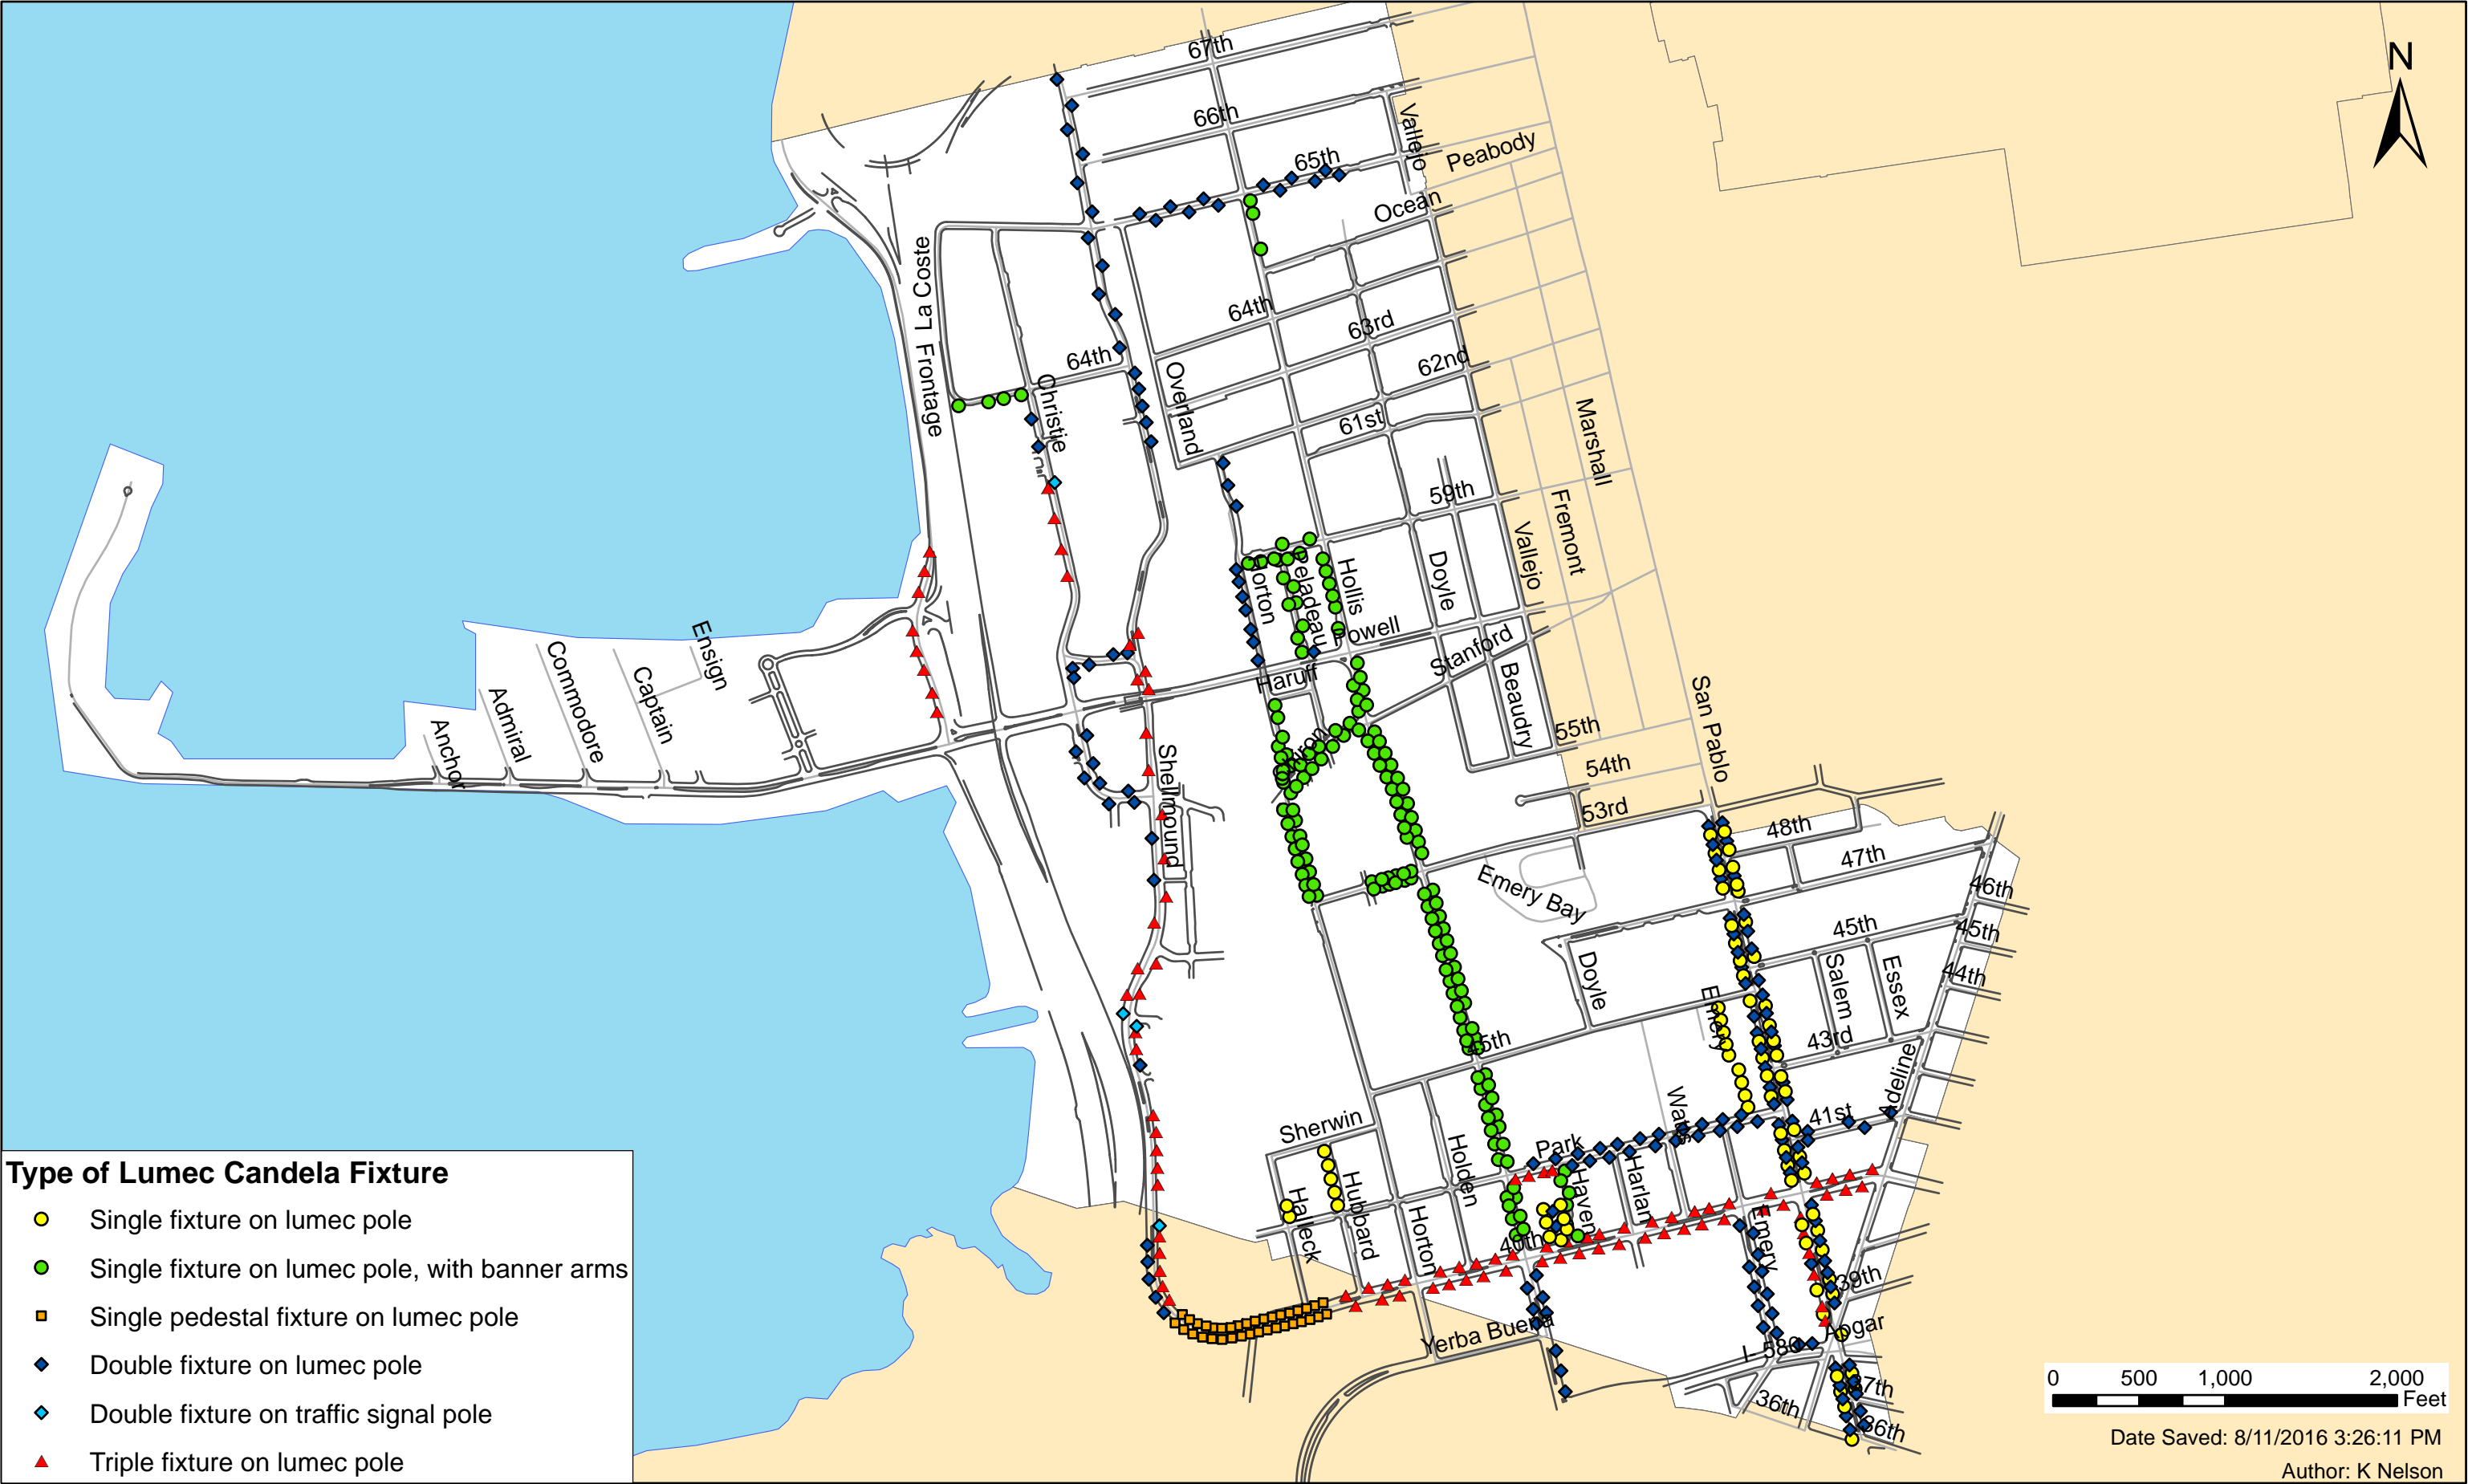 N
67th
66th
65th
Vallejo
Peabody
Ocean
La Coste
Frontage
64th
63rd
62nd
64th
Christie
Overland
61st
Marshall
59th
Fremont
Vallejo
Doyle
Hollis
Peladeau
Horton
Powell
Stanford
Haruff
Beaudry
San Pablo
Ensign
Captain
Commodore
Admiral
Anchor
55th
54th
53rd
Shellmound
48th
47th
46th
Emery Bay
45th
45th
44th
Doyle
Salem
Essex
Emery
45th
43rd
Adeline
Watts
41st
Sherwin
Park
Holden
Hubbard
Halleck
Horton
Haven
Harlan
40th
Emery
39th
Yerba Buena
Apgar
I- 580
37th
36th
36th
Type of Lumec Candela Fixture
Single fixture on lumec pole
Single fixture on lumec pole, with banner arms
Single pedestal fixture on lumec pole
Double fixture on lumec pole
Double fixture on traffic signal pole
Triple fixture on lumec pole
0 500 1,000 2,000
Feet
Date Saved: 8/11/2016 3:26:11 PM
Author: K Nelson